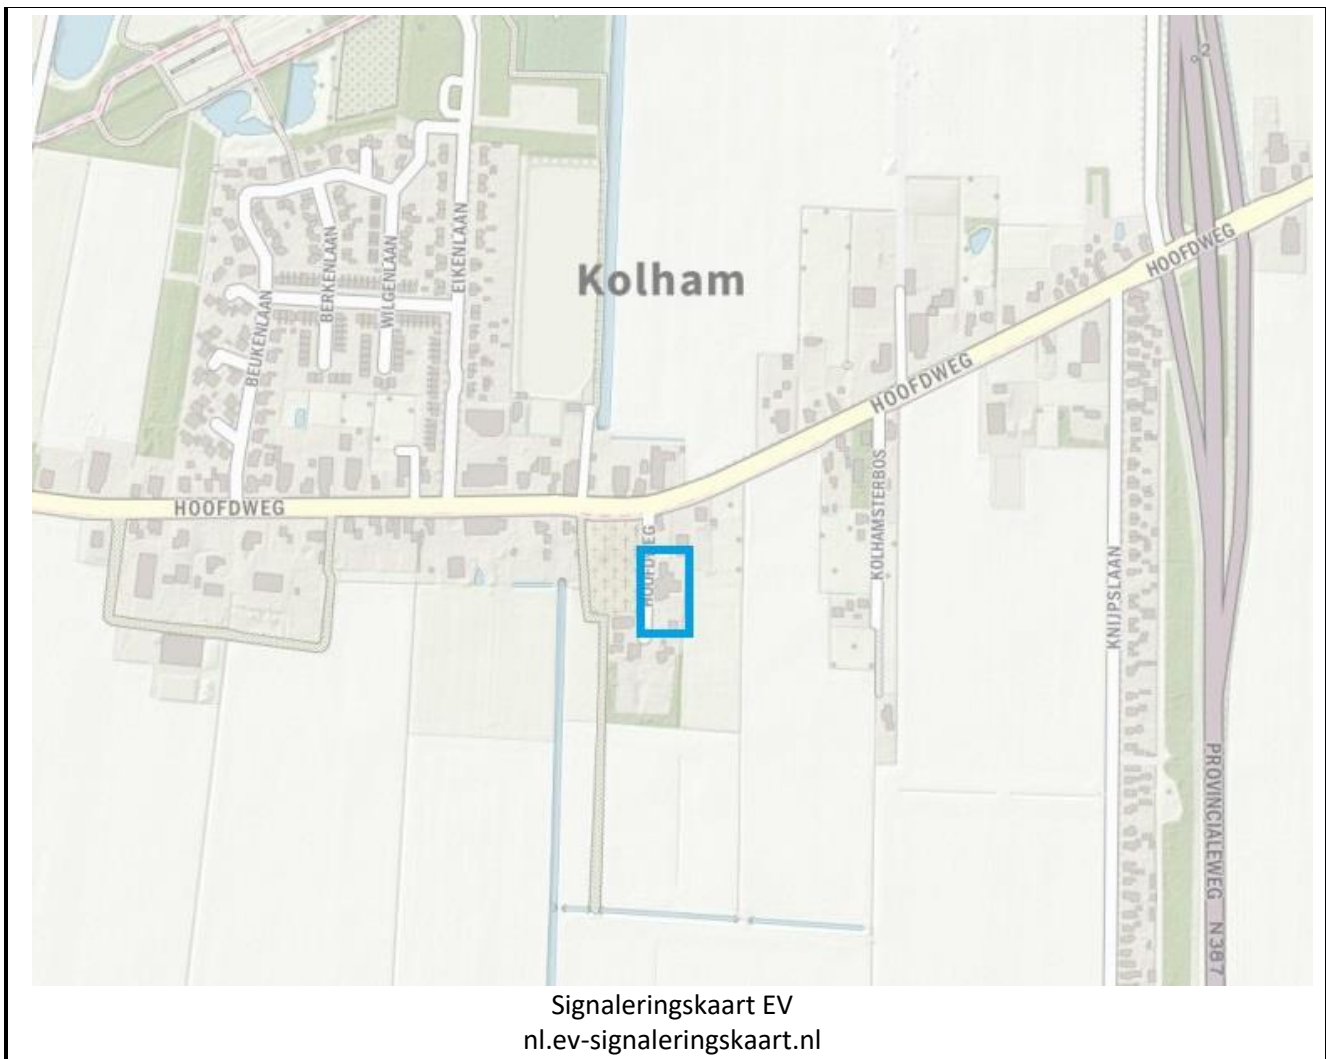 2
HOOFDWEG
EIKENLAAN
BERKENLAAN
WILGENLAAN
Kolham
BEUKENLAAN
HOOFDWEG
HOOFDWEG
KOLHAMSTERBOS
HOOFDWEG
KNIJPSLAAN
PROVINCIALEWEG N387
Signaleringskaart EV
nl.ev-signaleringskaart.nl